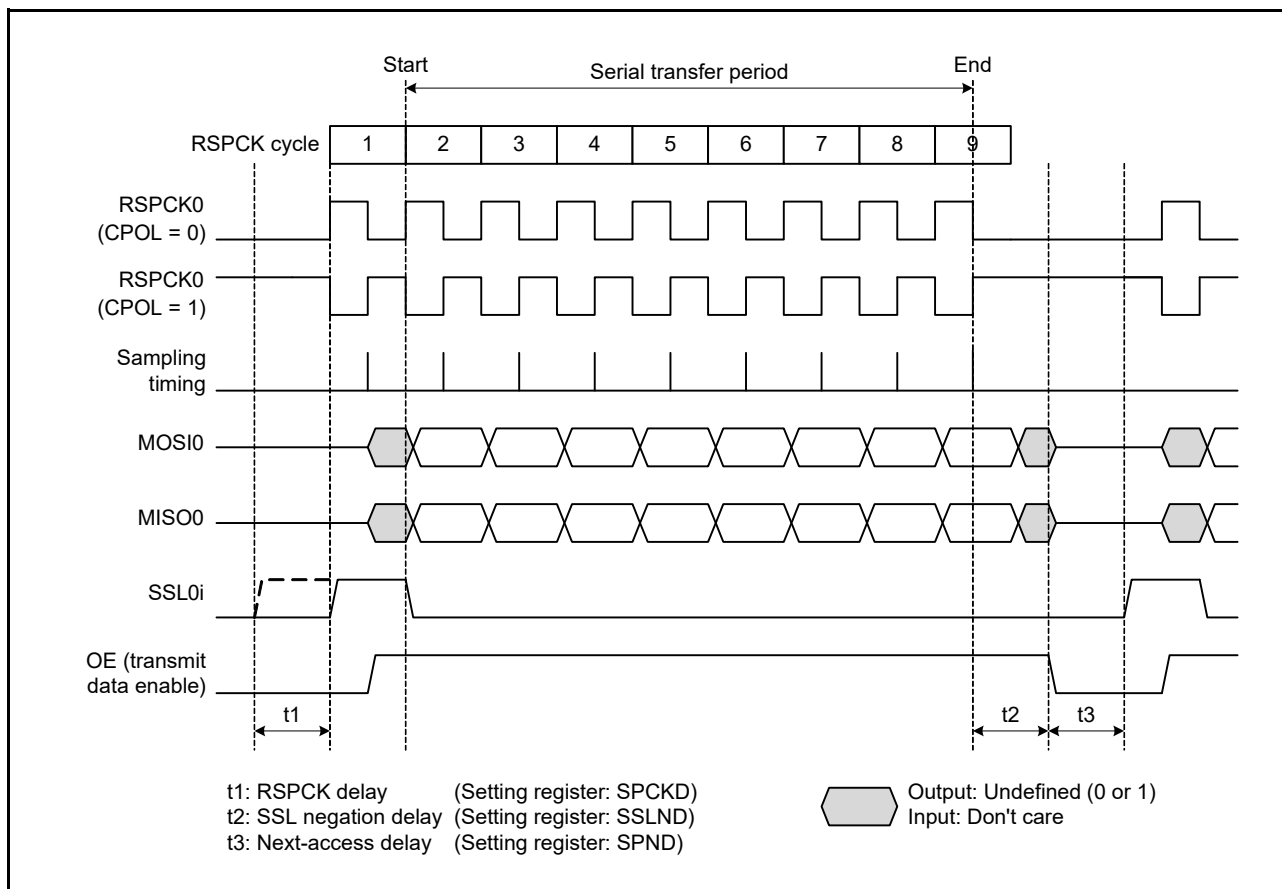 Start
Serial transfer period
End
RSPCK cycle
1 2 3 4 5 6 7 8 9
RSPCK0
(CPOL = 0)
RSPCK0
(CPOL = 1)
Sampling
timing
MOSI0
MISO0
SSL0i
OE (transmit
data enable)
t1
t2
t3
t1: RSPCK delay (Setting register: SPCKD)
t2: SSL negation delay (Setting register: SSLND)
t3: Next-access delay (Setting register: SPND)
Output: Undefined (0 or 1)
Input: Don't care